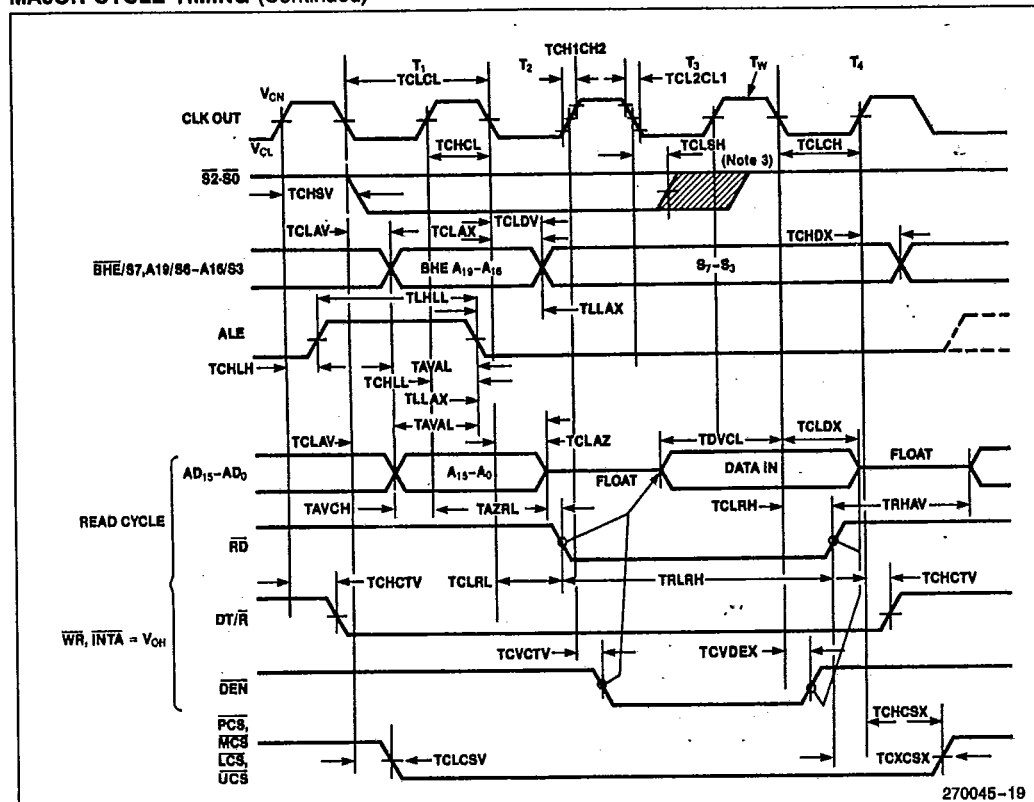 MAJOR CYCLE TIMING (Continued)
TCH1CH2
T1 T2 TCL2CL1 T3 TW T4
TCLCL
VCN
CLK OUT
VCL
TCHCL TCLSH TCLCH
(Note 3)
S2-S0
TCHSV
TCLDV
TCLAV TCLAX TCHDX
BHE/S7,A19/S6–A16/S3 BHE A19–A16 S7–S3
TLHLL
TLLAX
ALE
TCHLH TAVAL
TCHLL
TLLAX
TAVAL
TCLAV TCLAZ TDVCL TCLDX
AD15–AD0 A15–A0 FLOAT DATA IN FLOAT
TAVCH TAZRL TCLRH TRHAV
READ CYCLE
RD
TCHCTV TCLRL TRLRH TCHCTV
DT/R
WR, INTA = VOH
TCVCTV TCVDEX
DEN
PCS, TCHCSX
MCS
LCS, TCLCSV TCXCSX
UCS
270045–19